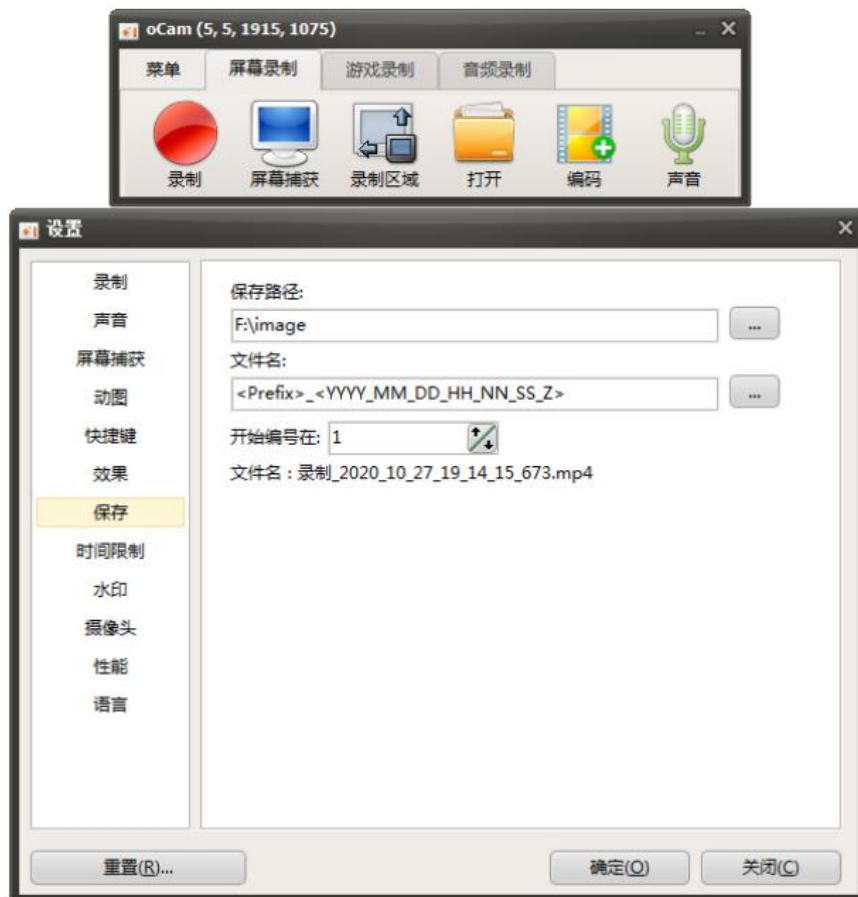 oCam (5, 5, 1915, 1075)
菜单 屏幕录制 游戏录制 音频录制
录制 屏幕捕获 录制区域 打开 编码 声音
设置
录制
声音
屏幕捕获
动图
快捷键
效果
保存
时间限制
水印
摄像头
性能
语言
保存路径:
F:\image
...
文件名:
<Prefix>_<YYYY_MM_DD_HH_NN_SS_Z>
...
开始编号在: 1
文件名：录制_2020_10_27_19_14_15_673.mp4
重置(R)... 确定(O) 关闭(C)